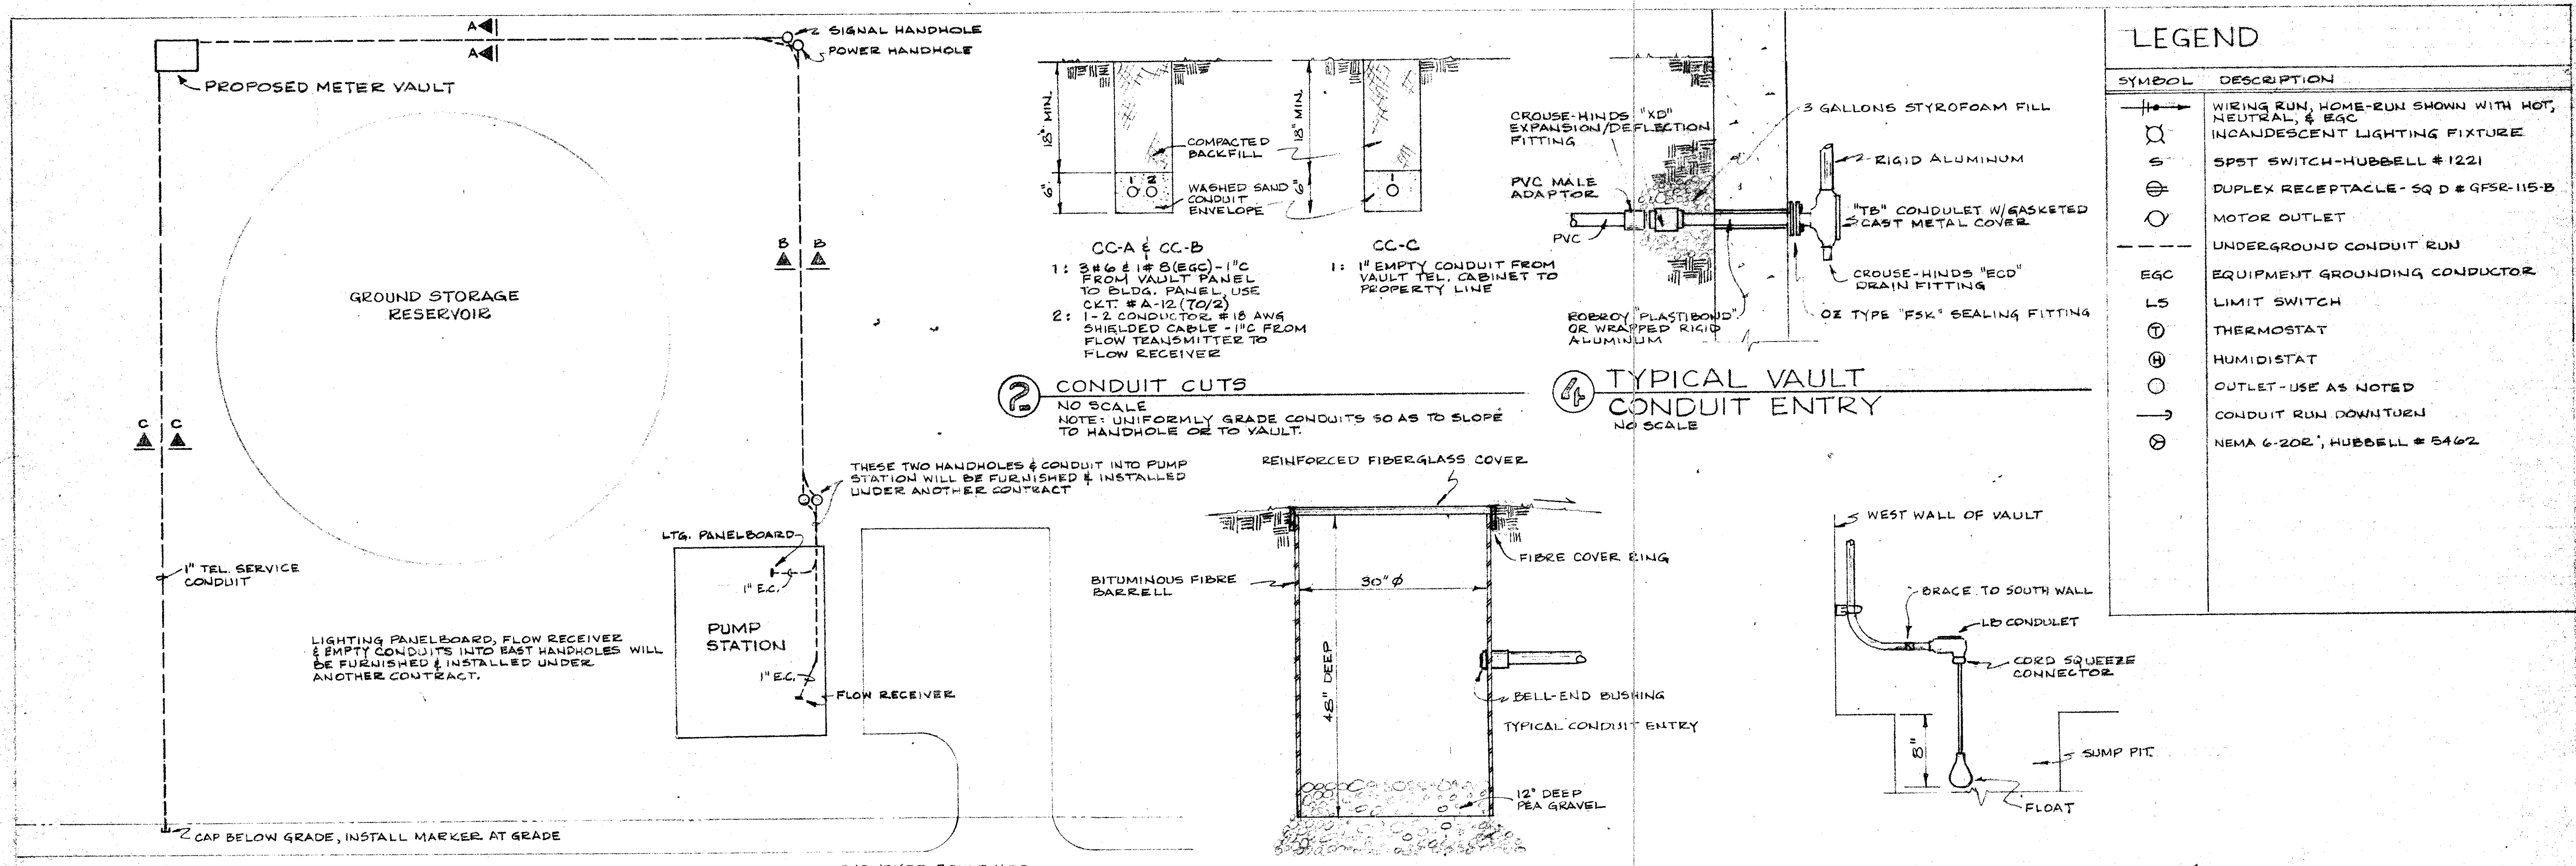 A
A
SIGNAL HANDHOLE
POWER HANDHOLE
PROPOSED METER VAULT
GROUND STORAGE
RESERVOIR
B B
C C
1" TEL. SERVICE
CONDUIT
THESE TWO HANDHOLES & CONDUIT INTO PUMP
STATION WILL BE FURNISHED & INSTALLED
UNDER ANOTHER CONTRACT
LTG. PANELBOARD
1" E.C.
PUMP
STATION
1" E.C.
FLOW RECEIVER
LIGHTING PANELBOARD, FLOW RECEIVER
& EMPTY CONDUITS INTO EAST HANDHOLES WILL
BE FURNISHED & INSTALLED UNDER
ANOTHER CONTRACT.
CAP BELOW GRADE, INSTALL MARKER AT GRADE
18" MIN.
6"
1 2
COMPACTED
BACKFILL
WASHED SAND
CONDUIT
ENVELOPE
18" MIN.
6"
1
CC-A & CC-B
1: 3#6 & 1#8(EGC)-1"C
FROM VAULT PANEL
TO BLDG. PANEL, USE
CKT. # A-12 (70/2)
2: 1-2 CONDUCTOR #18 AWG
SHIELDED CABLE - 1"C FROM
FLOW TRANSMITTER TO
FLOW RECEIVER
CC-C
1: 1" EMPTY CONDUIT FROM
VAULT TEL. CABINET TO
PROPERTY LINE
2 CONDUIT CUTS
NO SCALE
NOTE: UNIFORMLY GRADE CONDUITS SO AS TO SLOPE
TO HANDHOLE OR TO VAULT.
CROUSE-HINDS "XD"
EXPANSION/DEFLECTION
FITTING
3 GALLONS STYROFOAM FILL
RIGID ALUMINUM
PVC MALE
ADAPTOR
"TB" CONDULET W/GASKETED
CAST METAL COVER
PVC
CROUSE-HINDS "ECD"
DRAIN FITTING
ROBROY "PLASTIBOND"
OR WRAPPED RIGID
ALUMINUM
OZ TYPE "FSK" SEALING FITTING
4 TYPICAL VAULT
CONDUIT ENTRY
NO SCALE
REINFORCED FIBERGLASS COVER
FIBRE COVER RING
BITUMINOUS FIBRE
BARRELL
30" Ø
48" DEEP
BELL-END BUSHING
TYPICAL CONDUIT ENTRY
12" DEEP
PEA GRAVEL
WEST WALL OF VAULT
BRACE TO SOUTH WALL
LB CONDULET
CORD SQUEEZE
CONNECTOR
8"
SUMP PIT.
FLOAT
LEGEND
SYMBOL DESCRIPTION
WIRING RUN, HOME-RUN SHOWN WITH HOT,
NEUTRAL, & EGC
INCANDESCENT LIGHTING FIXTURE
S SPST SWITCH-HUBBELL #1221
DUPLEX RECEPTACLE - SQ D # GFSR-115-B
MOTOR OUTLET
UNDERGROUND CONDUIT RUN
EGC EQUIPMENT GROUNDING CONDUCTOR
LS LIMIT SWITCH
T THERMOSTAT
H HUMIDISTAT
OUTLET-USE AS NOTED
CONDUIT RUN DOWNTURN
NEMA 6-20R, HUBBELL # 5462